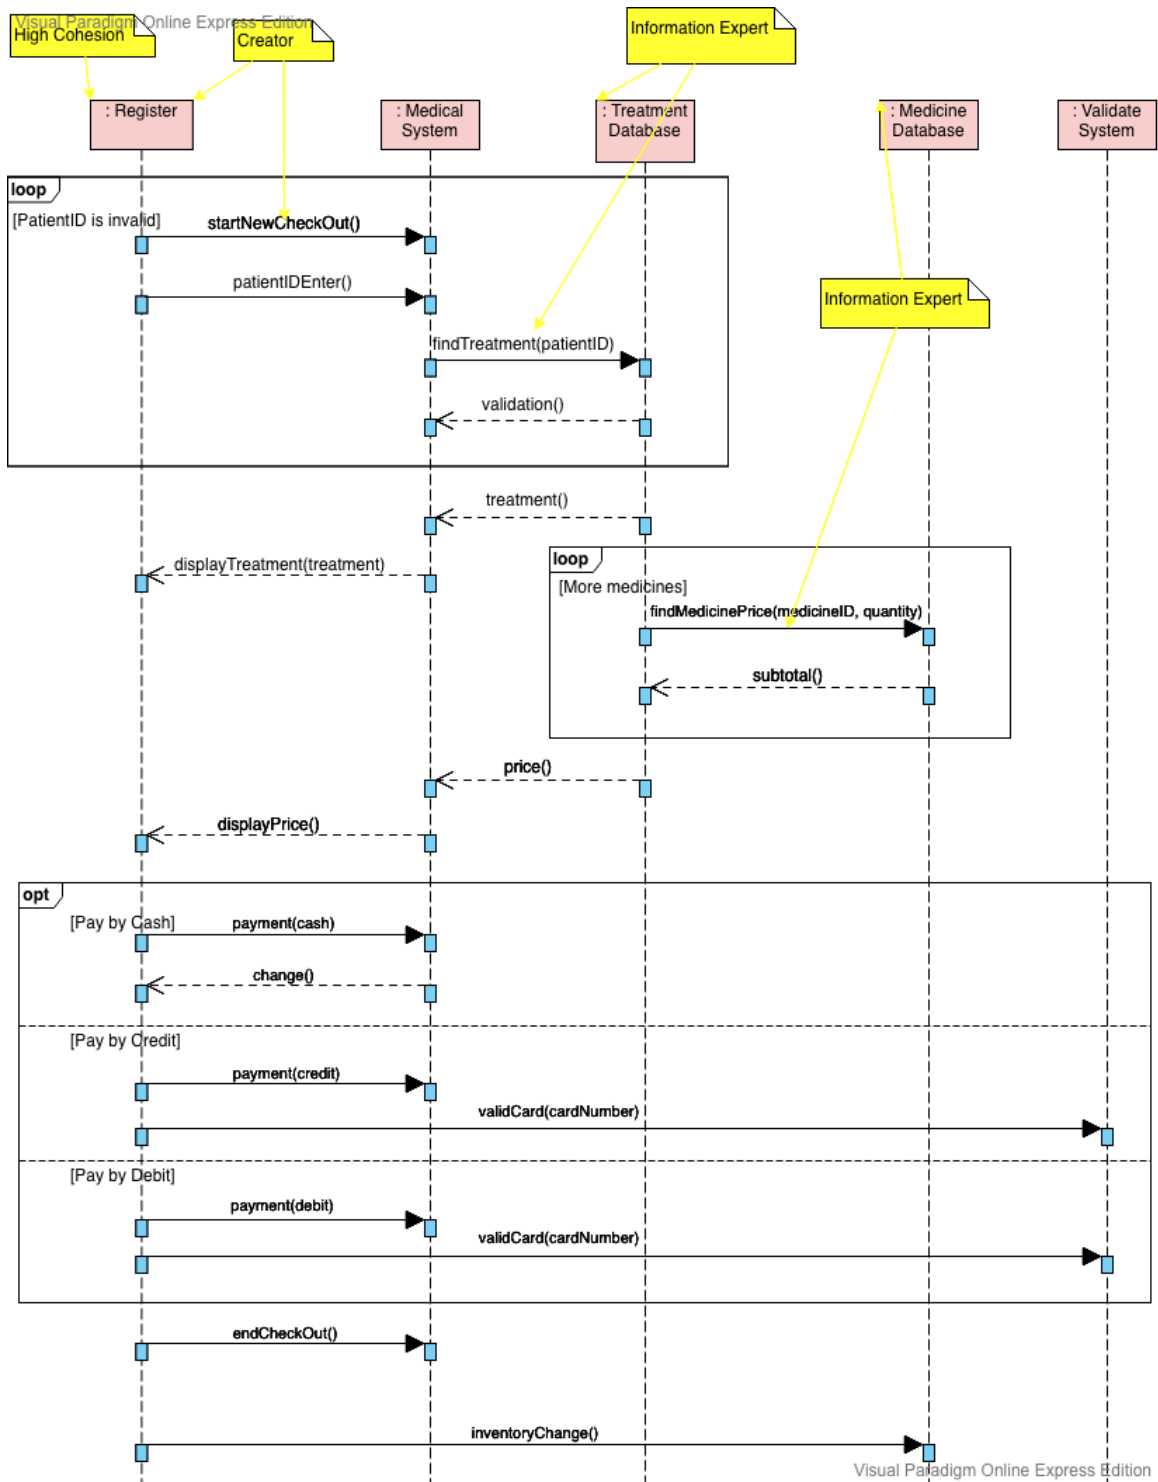 Visual Paradigm Online Express Edition
High Cohesion
Creator
Information Expert
: Register
: Medical
System
: Treatment
Database
: Medicine
Database
: Validate
System
loop
[PatientID is invalid]
startNewCheckOut()
patientIDEnter()
Information Expert
findTreatment(patientID)
validation()
treatment()
displayTreatment(treatment)
loop
[More medicines]
findMedicinePrice(medicineID, quantity)
subtotal()
price()
displayPrice()
opt
[Pay by Cash]
payment(cash)
change()
[Pay by Credit]
payment(credit)
validCard(cardNumber)
[Pay by Debit]
payment(debit)
validCard(cardNumber)
endCheckOut()
inventoryChange()
Visual Paradigm Online Express Edition